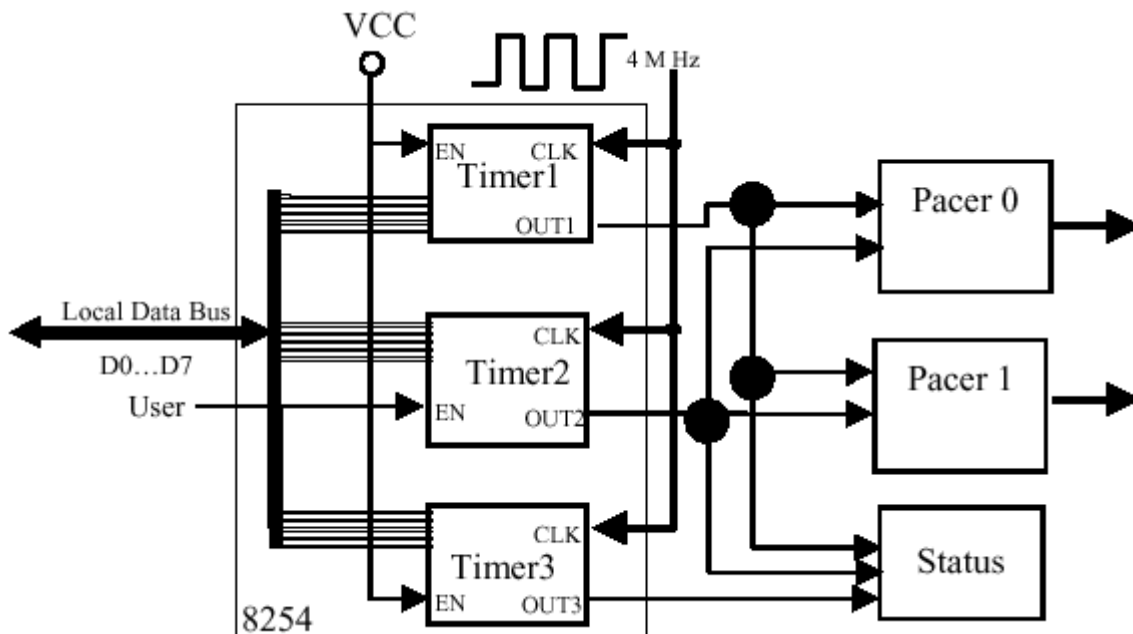 VCC
4 M Hz
EN
CLK
Timer1
OUT1
Pacer 0
Local Data Bus
D0...D7
User
CLK
Timer2
EN
OUT2
Pacer 1
CLK
Timer3
EN
OUT3
Status
8254